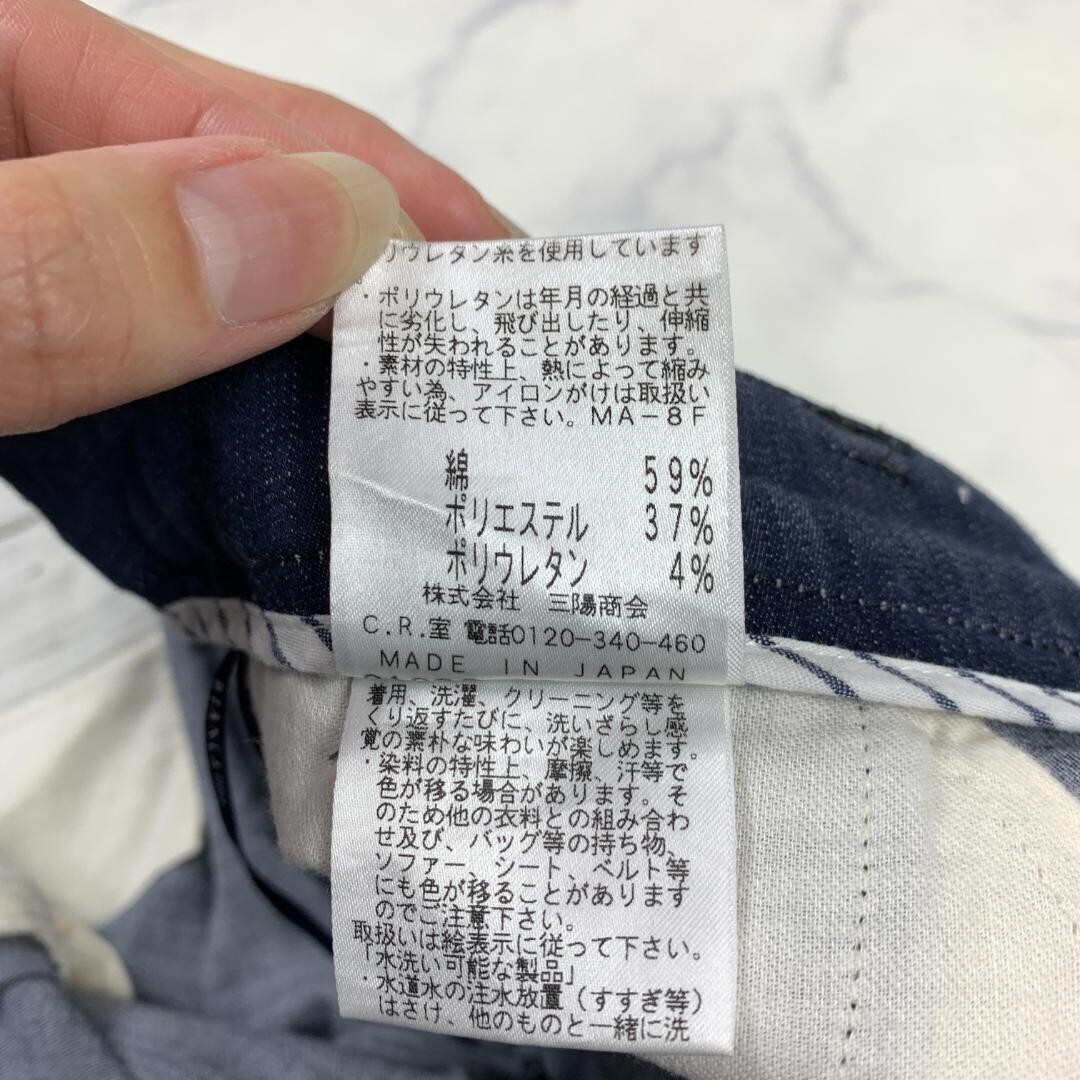 リウレタン糸を使用しています
。
・ポリウレタンは年月の経過と共
に劣化し、飛び出したり、伸縮
性が失われることがあります。
・素材の特性上、熱によって縮み
やすい為、アイロンがけは取扱い
表示に従って下さい。MA-8F
綿 59%
ポリエステル 37%
ポリウレタン 4%
株式会社 三陽商会
C.R.室 電話0120-340-460
MADE IN JAPAN
着用、洗濯、クリーニング等を
くり返すたびに、洗いざらし感
覚の素朴な味わいが楽しめます。
・染料の特性上、摩擦、汗等で
色が移る場合があります。そ
のため他の衣料との組み合わ
せ及び、バッグ等の持ち物、
ソファー、シート、ベルト等
にも色が移ることがあります
のでご注意下さい。
取扱いは絵表示に従って下さい。
「水洗い可能な製品」
・水道水の注水放置(すすぎ等)
はさけ、他のものと一緒に洗